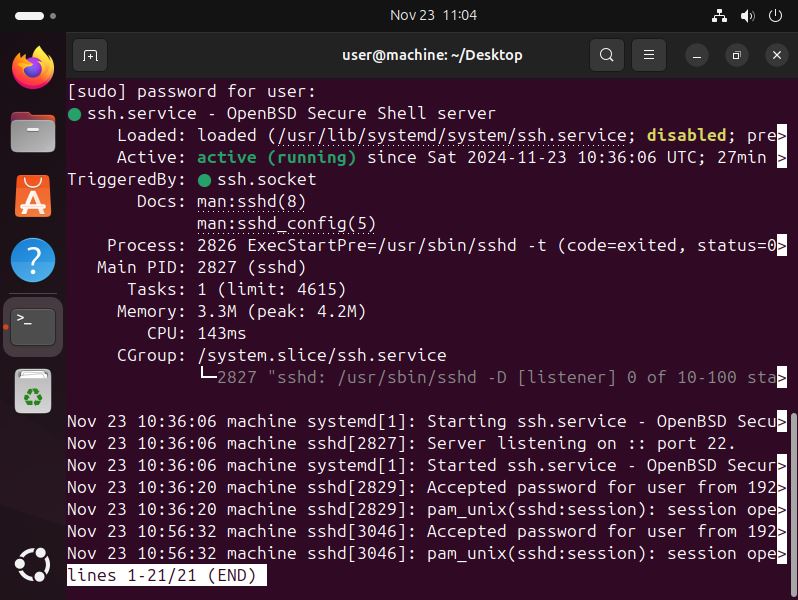 Nov 23 11:04
user@machine: ~/Desktop
[sudo] password for user:
ssh.service - OpenBSD Secure Shell server
Loaded: loaded (/usr/lib/systemd/system/ssh.service; disabled; pre>
Active: active (running) since Sat 2024-11-23 10:36:06 UTC; 27min >
TriggeredBy: ● ssh.socket
Docs: man:sshd(8)
man:sshd_config(5)
Process: 2826 ExecStartPre=/usr/sbin/sshd -t (code=exited, status=0>
Main PID: 2827 (sshd)
Tasks: 1 (limit: 4615)
Memory: 3.3M (peak: 4.2M)
CPU: 143ms
CGroup: /system.slice/ssh.service
└─2827 "sshd: /usr/sbin/sshd -D [listener] 0 of 10-100 sta>
Nov 23 10:36:06 machine systemd[1]: Starting ssh.service - OpenBSD Secu>
Nov 23 10:36:06 machine sshd[2827]: Server listening on :: port 22.
Nov 23 10:36:06 machine systemd[1]: Started ssh.service - OpenBSD Secur>
Nov 23 10:36:20 machine sshd[2829]: Accepted password for user from 192>
Nov 23 10:36:20 machine sshd[2829]: pam_unix(sshd:session): session ope>
Nov 23 10:56:32 machine sshd[3046]: Accepted password for user from 192>
Nov 23 10:56:32 machine sshd[3046]: pam_unix(sshd:session): session ope>
lines 1-21/21 (END)